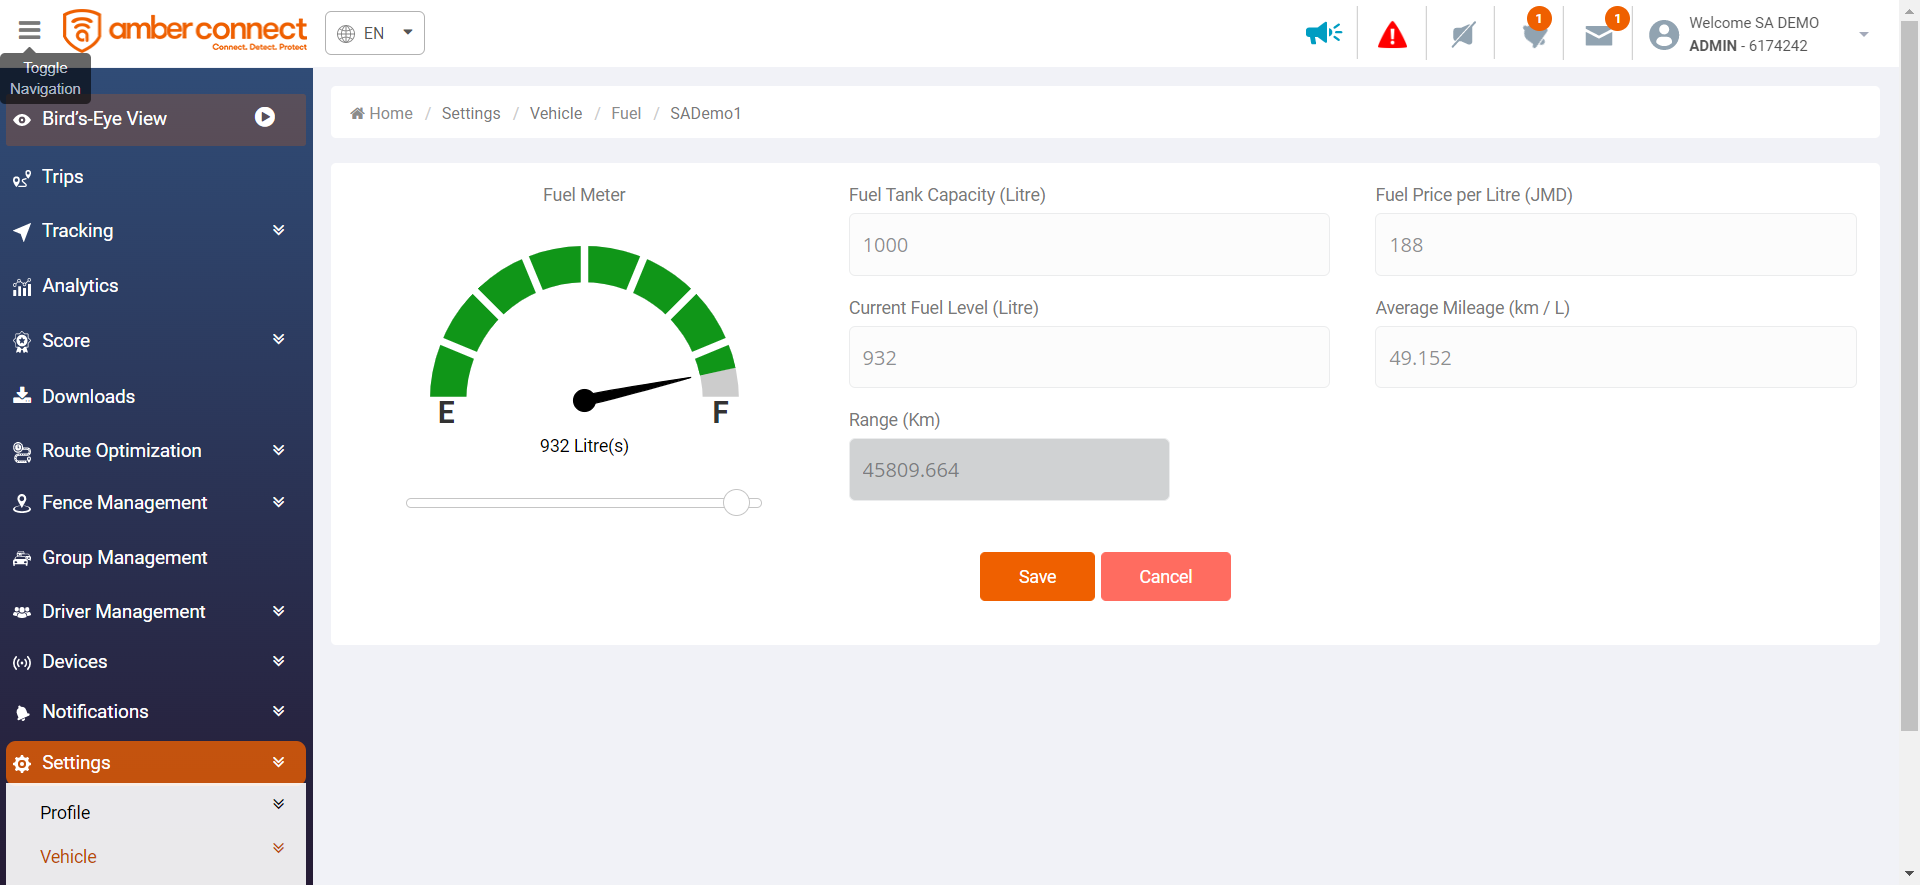 amber connect
Connect. Detect. Protect
EN
1
1
Welcome SA DEMO
ADMIN - 6174242
Toggle
Navigation
Bird’s-Eye View
Trips
Tracking
Analytics
Score
Downloads
Route Optimization
Fence Management
Group Management
Driver Management
Devices
Notifications
Settings
Profile
Vehicle
Home / Settings / Vehicle / Fuel / SADemo1
Fuel Meter
E
F
932 Litre(s)
Fuel Tank Capacity (Litre)
1000
Fuel Price per Litre (JMD)
188
Current Fuel Level (Litre)
932
Average Mileage (km / L)
49.152
Range (Km)
45809.664
Save
Cancel